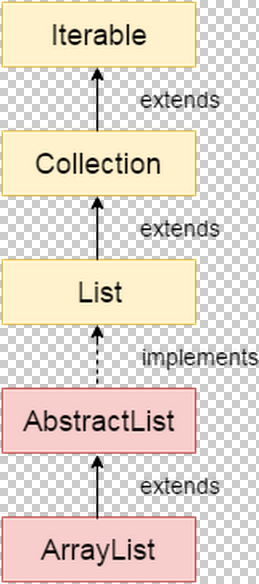 Iterable
extends
Collection
extends
List
implements
AbstractList
extends
ArrayList